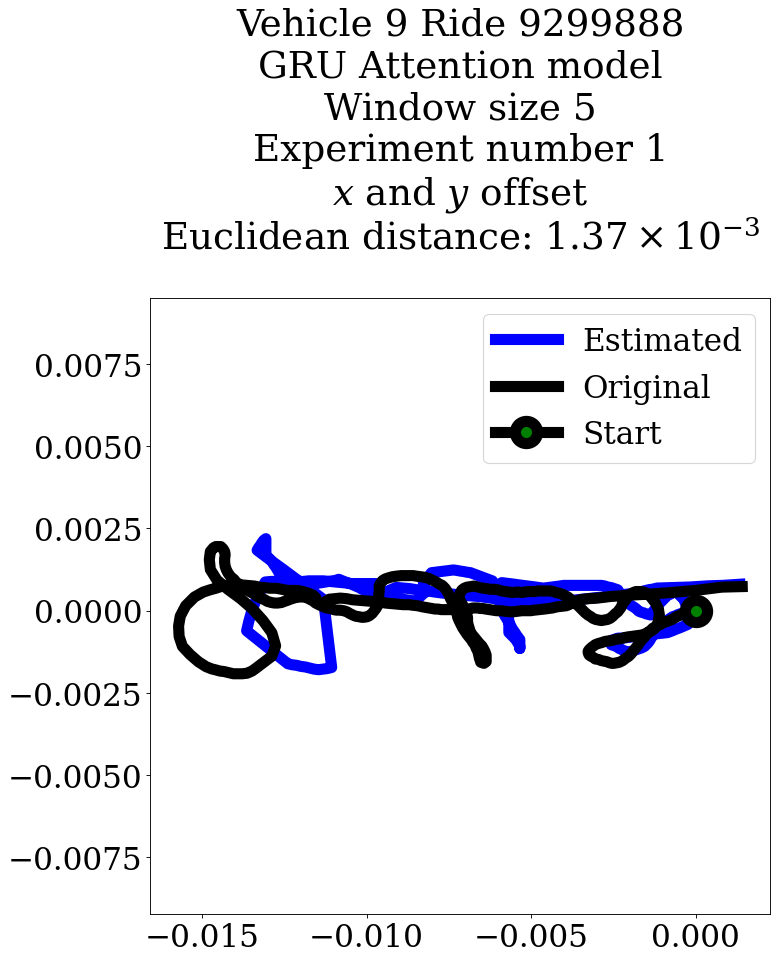 Vehicle 9 Ride 9299888
GRU Attention model
Window size 5
Experiment number 1
x and y offset
Euclidean distance: 1.37 × 10⁻³
Estimated
Original
Start
0.0075
0.0050
0.0025
0.0000
−0.0025
−0.0050
−0.0075
−0.015 −0.010 −0.005 0.000